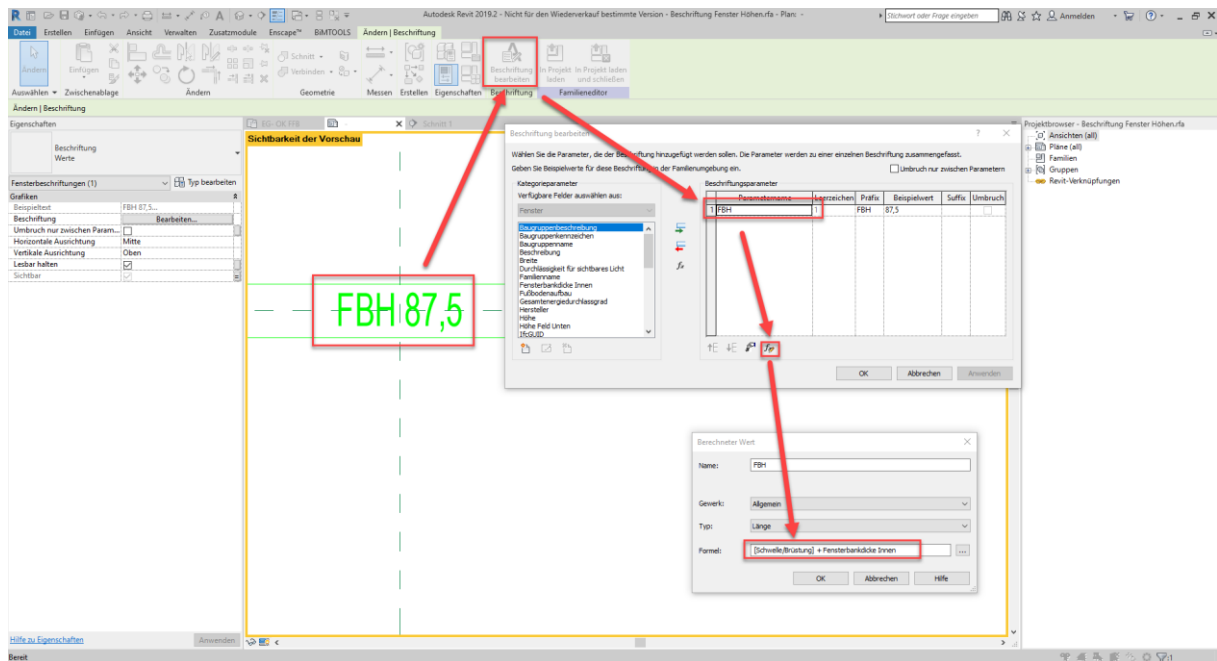 Autodesk Revit 2019.2 - Nicht für den Wiederverkauf bestimmte Version - Beschriftung Fenster Höhen.rfa - Plan: -
Stichwort oder Frage eingeben
Anmelden
Datei Erstellen Einfügen Ansicht Verwalten Zusatzmodule Enscape™ BiMTOOLS Ändern | Beschriftung
Ändern
Einfügen
Schnitt
Verbinden
Beschriftung bearbeiten
In Projekt laden
In Projekt laden und schließen
Auswählen Zwischenablage Ändern Geometrie Messen Erstellen Eigenschaften Beschriftung Familieneditor
Ändern | Beschriftung
Eigenschaften
Beschriftung
Werte
Fensterbeschriftungen (1) Typ bearbeiten
Grafiken
Beispieltext FBH 87,5...
Beschriftung Bearbeiten...
Umbruch nur zwischen Param...
Horizontale Ausrichtung Mitte
Vertikale Ausrichtung Oben
Lesbar halten
Sichtbar
Hilfe zu Eigenschaften Anwenden
Bereit
EG- OK FFB - Schnitt 3
Sichtbarkeit der Vorschau
FBH 87,5
Beschriftung bearbeiten
Wählen Sie die Parameter, die der Beschriftung hinzugefügt werden sollen. Die Parameter werden zu einer einzelnen Beschriftung zusammengefasst.
Geben Sie Beispielwerte für diese Beschriftung in der Familienumgebung ein.
Umbruch nur zwischen Parametern
Kategorieparameter
Verfügbare Felder auswählen aus:
Fenster
Baugruppenbeschreibung
Baugruppenkennzeichen
Baugruppenname
Beschreibung
Breite
Durchlässigkeit für sichtbares Licht
Familienname
Fensterbankdicke Innen
Fußbodenaufbau
Gesamtenergiedurchlassgrad
Hersteller
Höhe
Höhe Feld Unten
IfcGUID
Beschriftungsparameter
Parametername Leerzeichen Präfix Beispielwert Suffix Umbruch
1 FBH 1 FBH 87,5
OK Abbrechen Anwenden
Berechneter Wert
Name: FBH
Gewerk: Allgemein
Typ: Länge
Formel: [Schwelle/Brüstung] + Fensterbankdicke Innen
OK Abbrechen Hilfe
Projektbrowser - Beschriftung Fenster Höhen.rfa
Ansichten (all)
Pläne (all)
Familien
Gruppen
Revit-Verknüpfungen